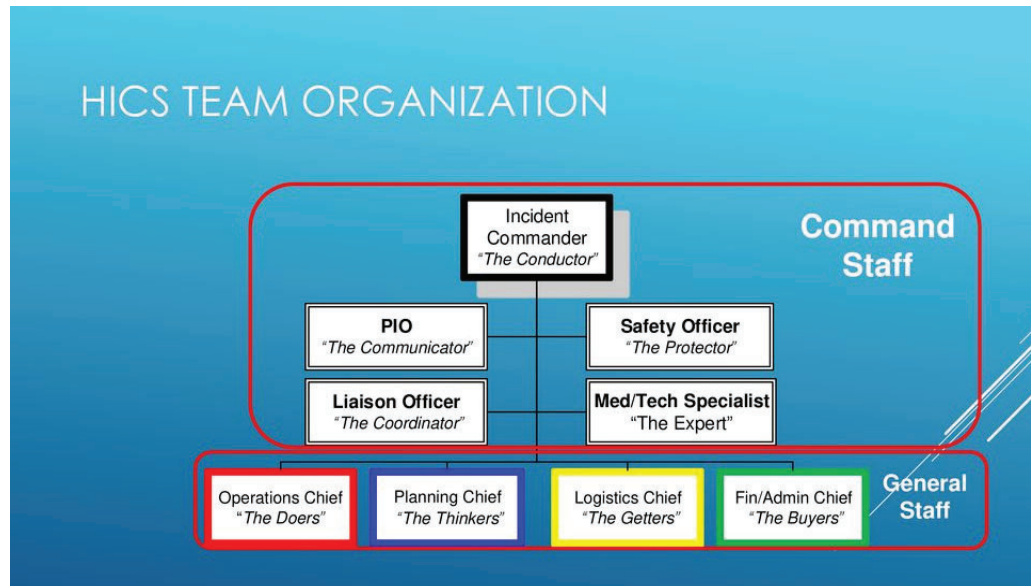 HICS TEAM ORGANIZATION
Incident
Commander
"The Conductor"
Command
Staff
PIO
"The Communicator"
Safety Officer
"The Protector"
Liaison Officer
"The Coordinator"
Med/Tech Specialist
"The Expert"
Operations Chief
"The Doers"
Planning Chief
"The Thinkers"
Logistics Chief
"The Getters"
Fin/Admin Chief
"The Buyers"
General
Staff